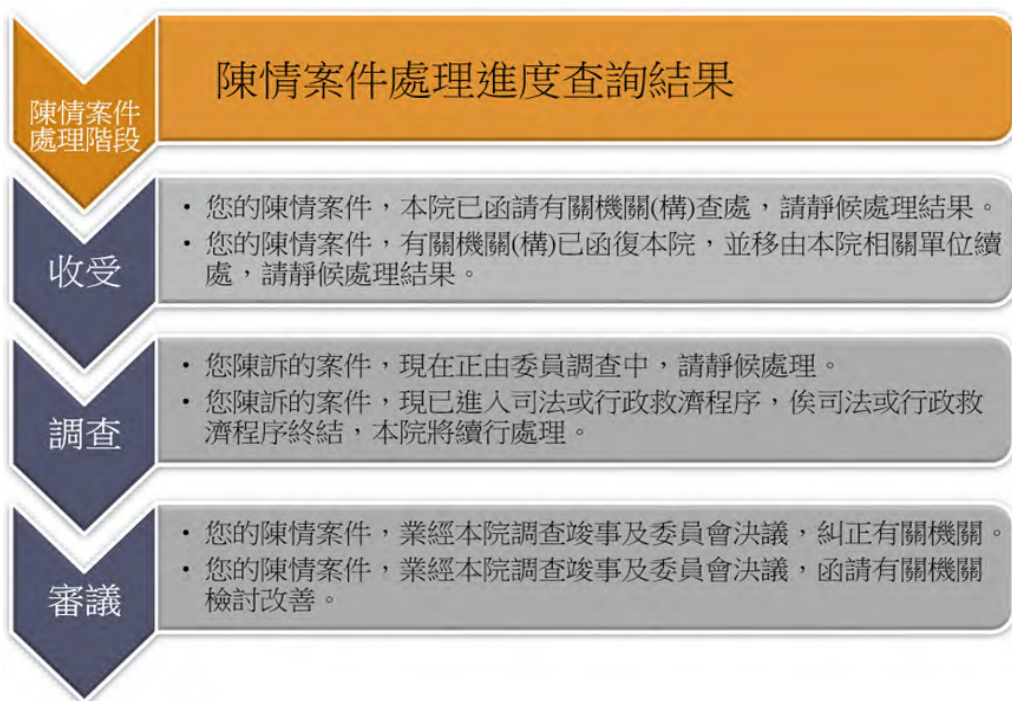 陳情案件
處理階段
陳情案件處理進度查詢結果
收受
• 您的陳情案件，本院已函請有關機關(構)查處，請靜候處理結果。
• 您的陳情案件，有關機關(構)已函復本院，並移由本院相關單位續
處，請靜候處理結果。
調查
• 您陳訴的案件，現在正由委員調查中，請靜候處理。
• 您陳訴的案件，現已進入司法或行政救濟程序，俟司法或行政救
濟程序終結，本院將續行處理。
審議
• 您的陳情案件，業經本院調查竣事及委員會決議，糾正有關機關。
• 您的陳情案件，業經本院調查竣事及委員會決議，函請有關機關
檢討改善。